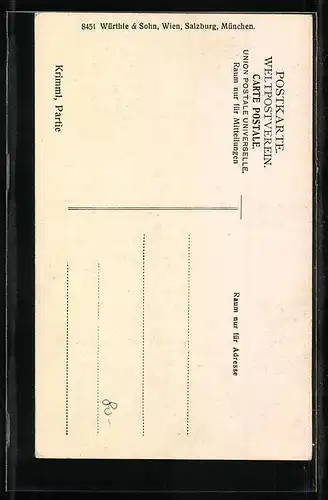 8451 Würthle & Sohn, Wien, Salzburg, München.
POSTKARTE.
WELTPOSTVEREIN.
CARTE POSTALE.
UNION POSTALE UNIVERSELLE.
Raum nur für Mitteilungen
Raum nur für Adresse
Krimml, Partie
80-